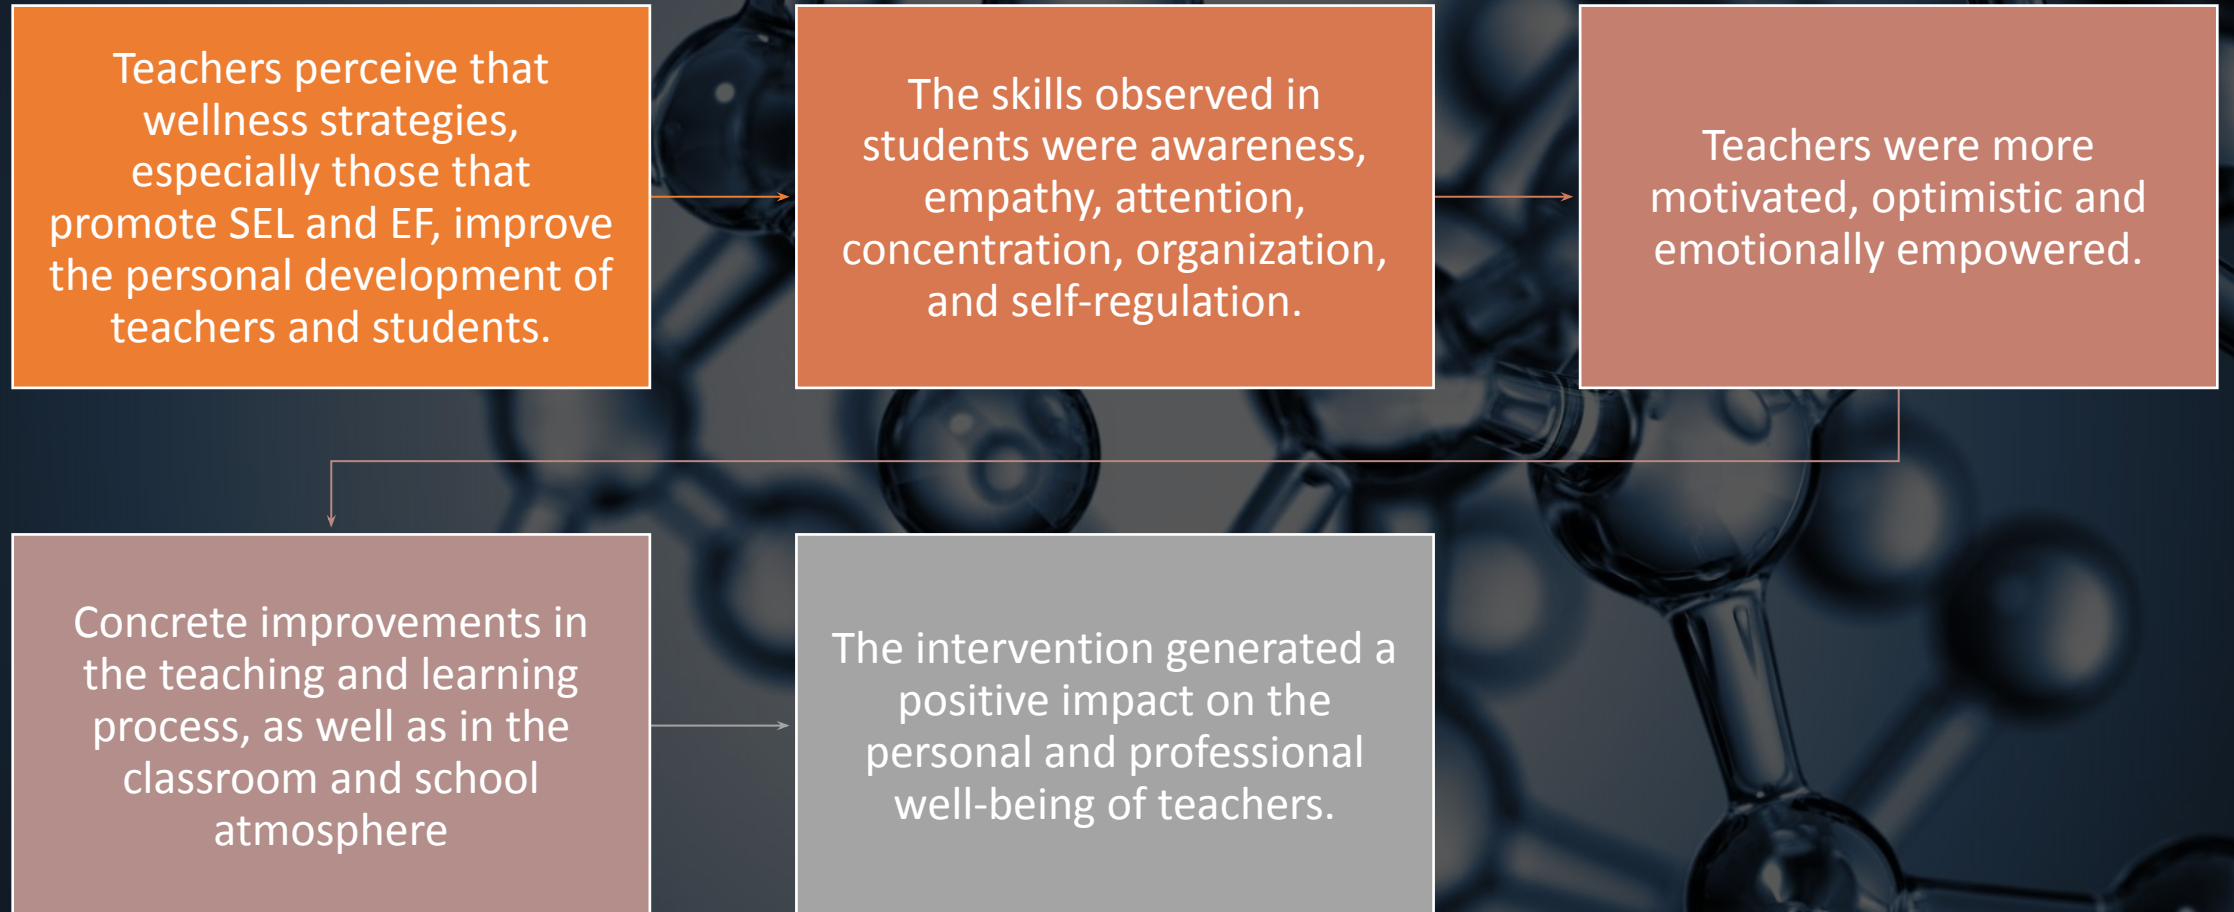 Teachers perceive that
wellness strategies,
especially those that
promote SEL and EF, improve
the personal development of
teachers and students.
The skills observed in
students were awareness,
empathy, attention,
concentration, organization,
and self-regulation.
Teachers were more
motivated, optimistic and
emotionally empowered.
Concrete improvements in
the teaching and learning
process, as well as in the
classroom and school
atmosphere
The intervention generated a
positive impact on the
personal and professional
well-being of teachers.